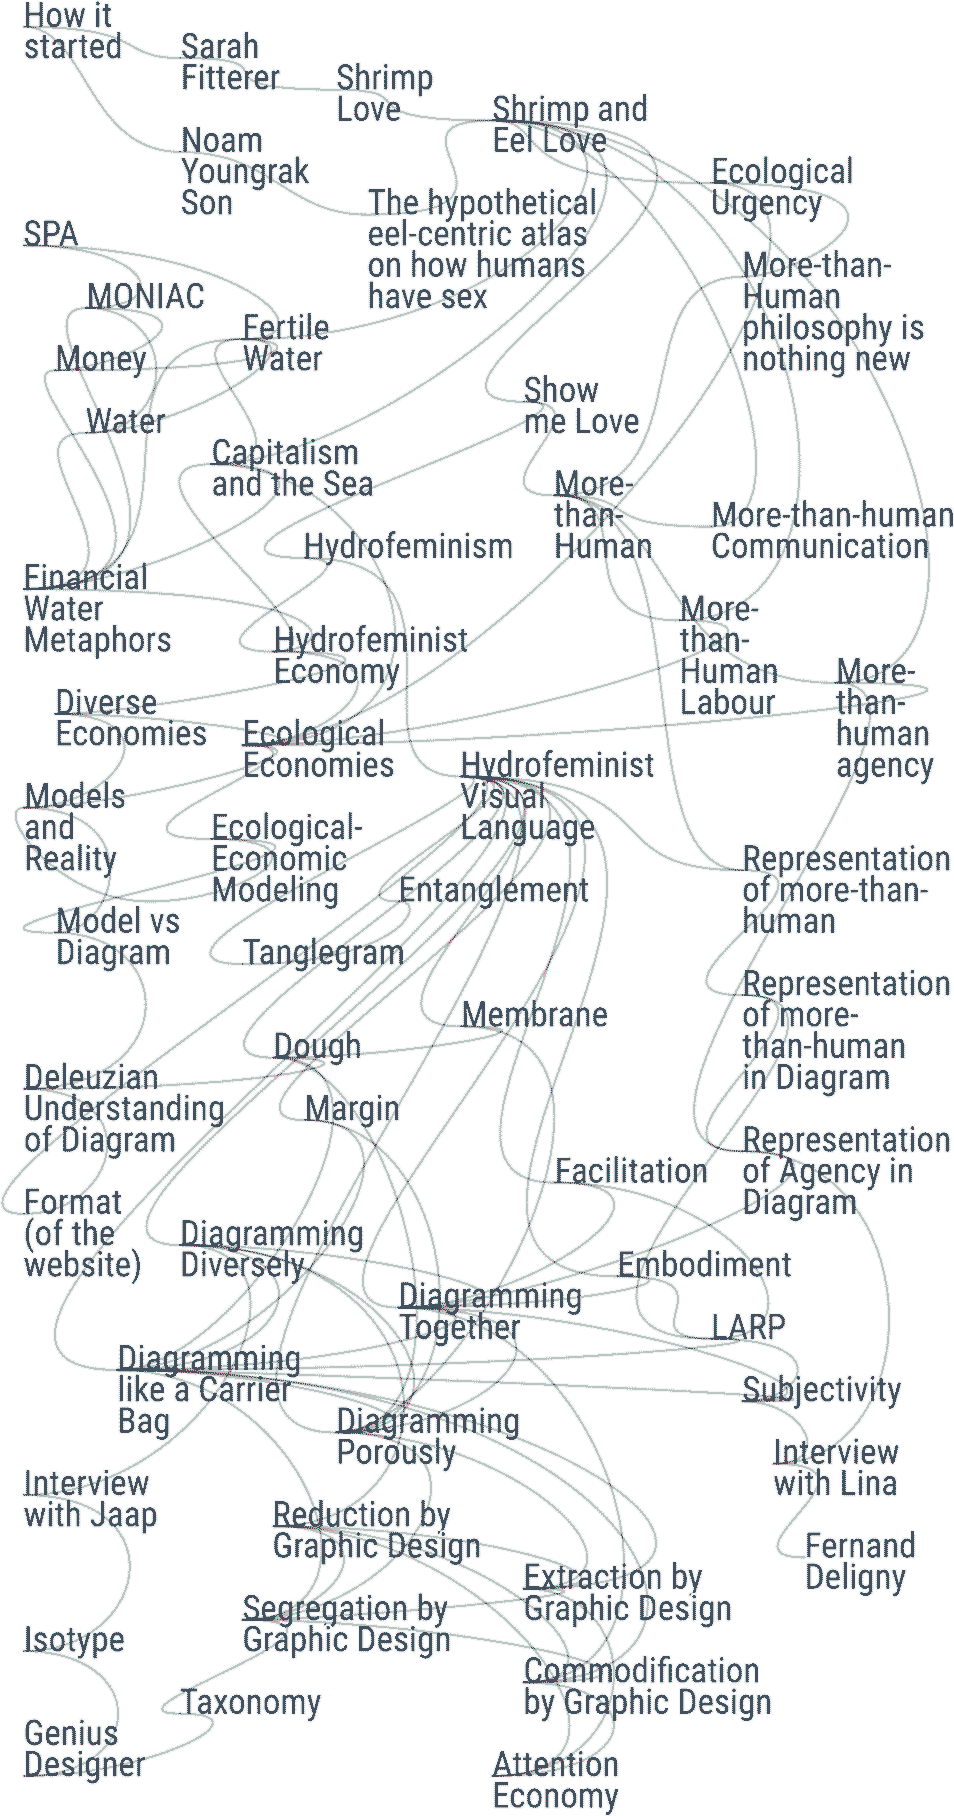 How it
started
Sarah
Fitterer
Shrimp
Love
Shrimp and
Eel Love
Noam
Youngrak
Son
Ecological
Urgency
The hypothetical
eel-centric atlas
on how humans
have sex
SPA
More-than-
Human
philosophy is
nothing new
MONIAC
Fertile
Water
Money
Show
me Love
Water
Capitalism
and the Sea
More-
than-
Human
More-than-human
Communication
Hydrofeminism
Financial
Water
Metaphors
More-
than-
Human
Labour
Hydrofeminist
Economy
More-
than-
human
agency
Diverse
Economies
Ecological
Economies
Hydrofeminist
Visual
Language
Models
and
Reality
Ecological-
Economic
Modeling
Representation
of more-than-
human
Entanglement
Model vs
Diagram
Tanglegram
Representation
of more-
than-human
in Diagram
Membrane
Dough
Deleuzian
Understanding
of Diagram
Margin
Representation
of Agency in
Diagram
Facilitation
Format
(of the
website)
Diagramming
Diversely
Embodiment
Diagramming
Together
LARP
Diagramming
like a Carrier
Bag
Subjectivity
Diagramming
Porously
Interview
with Lina
Interview
with Jaap
Reduction by
Graphic Design
Fernand
Deligny
Extraction by
Graphic Design
Segregation by
Graphic Design
Isotype
Commodification
by Graphic Design
Taxonomy
Genius
Designer
Attention
Economy